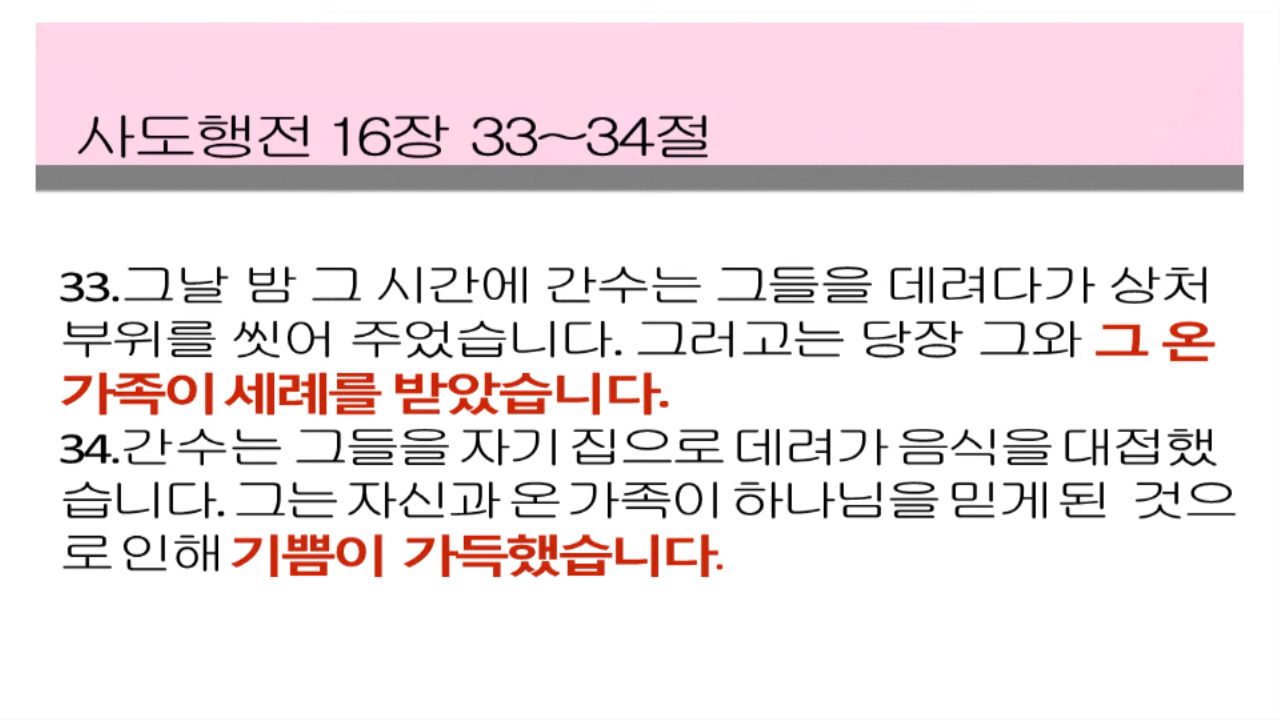 사도행전 16장 33~34절
33.그날 밤 그 시간에 간수는 그들을 데려다가 상처
부위를 씻어 주었습니다. 그러고는 당장 그와 그 온
가족이 세례를 받았습니다.
34.간수는 그들을 자기 집으로 데려가 음식을 대접했
습니다. 그는 자신과 온 가족이 하나님을 믿게 된 것으
로 인해 기쁨이 가득했습니다.